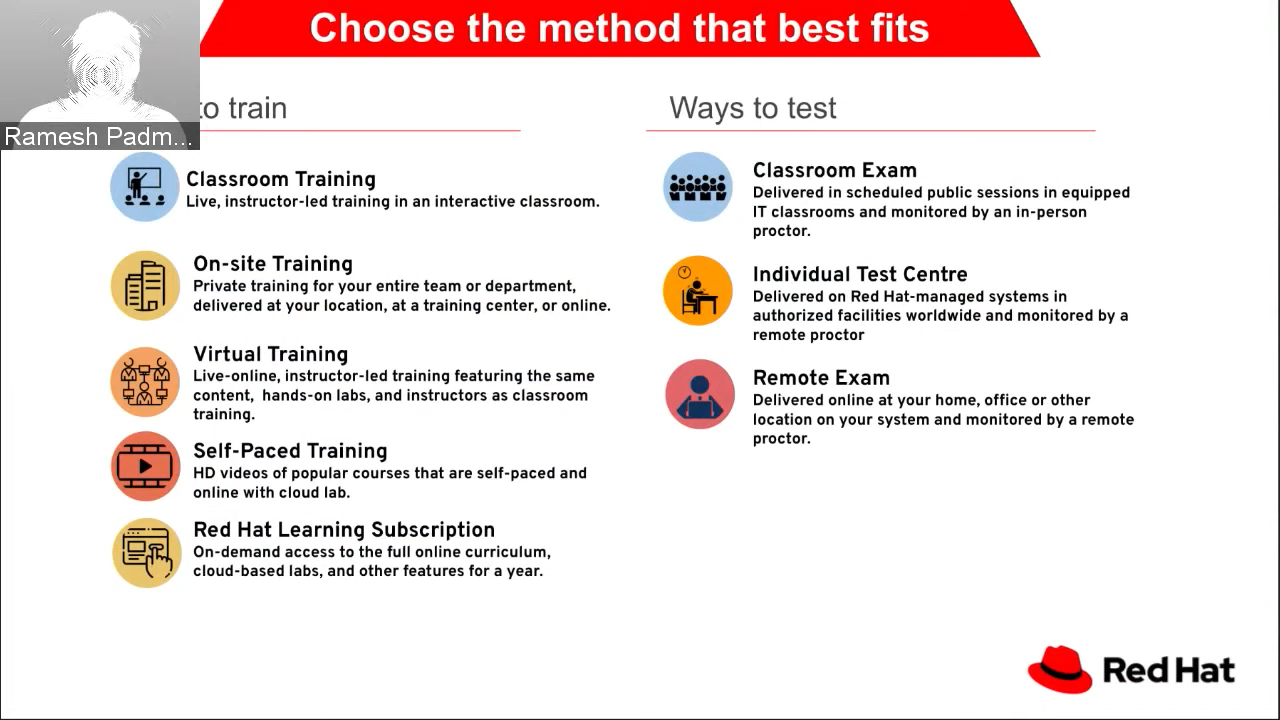 Choose the method that best fits
Ramesh Padm...
to train
Classroom Training
Live, instructor-led training in an interactive classroom.
On-site Training
Private training for your entire team or department,
delivered at your location, at a training center, or online.
Virtual Training
Live-online, instructor-led training featuring the same
content, hands-on labs, and instructors as classroom
training.
Self-Paced Training
HD videos of popular courses that are self-paced and
online with cloud lab.
Red Hat Learning Subscription
On-demand access to the full online curriculum,
cloud-based labs, and other features for a year.
Ways to test
Classroom Exam
Delivered in scheduled public sessions in equipped
IT classrooms and monitored by an in-person
proctor.
Individual Test Centre
Delivered on Red Hat-managed systems in
authorized facilities worldwide and monitored by a
remote proctor
Remote Exam
Delivered online at your home, office or other
location on your system and monitored by a remote
proctor.
Red Hat